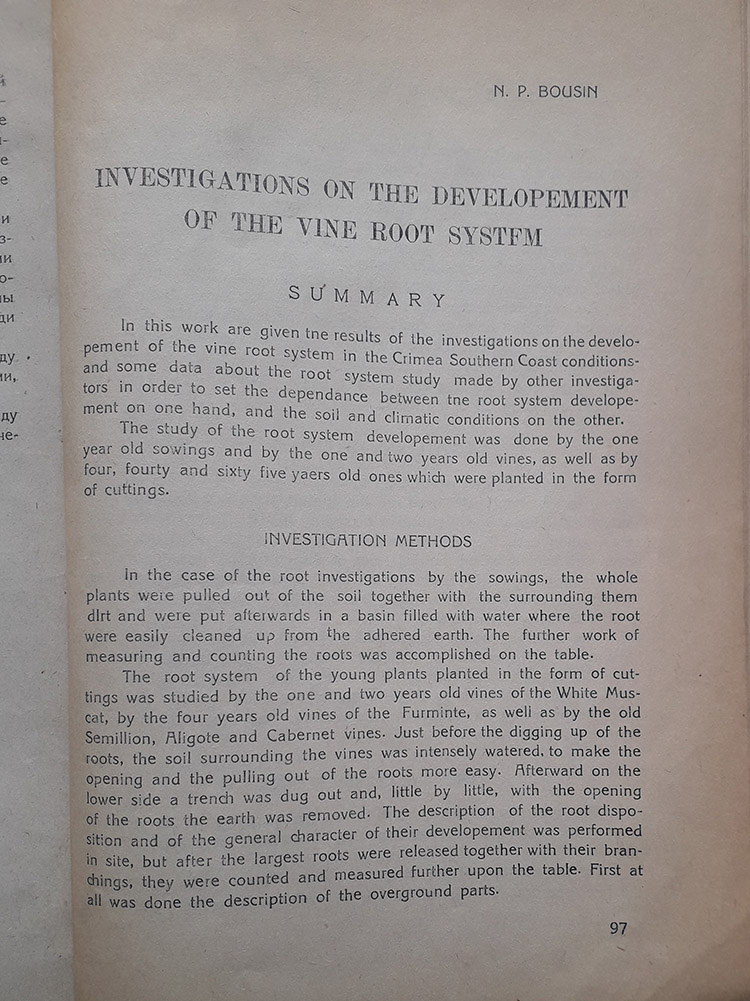 N. P. BOUSIN
INVESTIGATIONS ON THE DEVELOPEMENT
OF THE VINE ROOT SYSTFM
SUMMARY
In this work are given tne results of the investigations on the develo-
pement of the vine root system in the Crimea Southern Coast conditions-
and some data about the root system study made by other investiga-
tors in order to set the dependance between tne root system develope-
ment on one hand, and the soil and climatic conditions on the other.
The study of the root system developement was done by the one
year old sowings and by the one and two years old vines, as well as by
four, fourty and sixty five yaers old ones which were planted in the form
of cuttings.
INVESTIGATION METHODS
In the case of the root investigations by the sowings, the whole
plants were pulled out of the soil together with the surrounding them
dIrt and were put afterwards in a basin filled with water where the root
were easily cleaned up from the adhered earth. The further work of
measuring and counting the roots was accomplished on the table.
The root system of the young plants planted in the form of cut-
tings was studied by the one and two years old vines of the White Mus-
cat, by the four years old vines of the Furminte, as well as by the old
Semillion, Aligote and Cabernet vines. Just before the digging up of the
roots, the soil surrounding the vines was intensely watered, to make the
opening and the pulling out of the roots more easy. Afterward on the
lower side a trench was dug out and, little by little, with the opening
of the roots the earth was removed. The description of the root dispo-
sition and of the general character of their developement was performed
in site, but after the largest roots were released together with their bran-
chings, they were counted and measured further upon the table. First at
all was done the description of the overground parts.
97